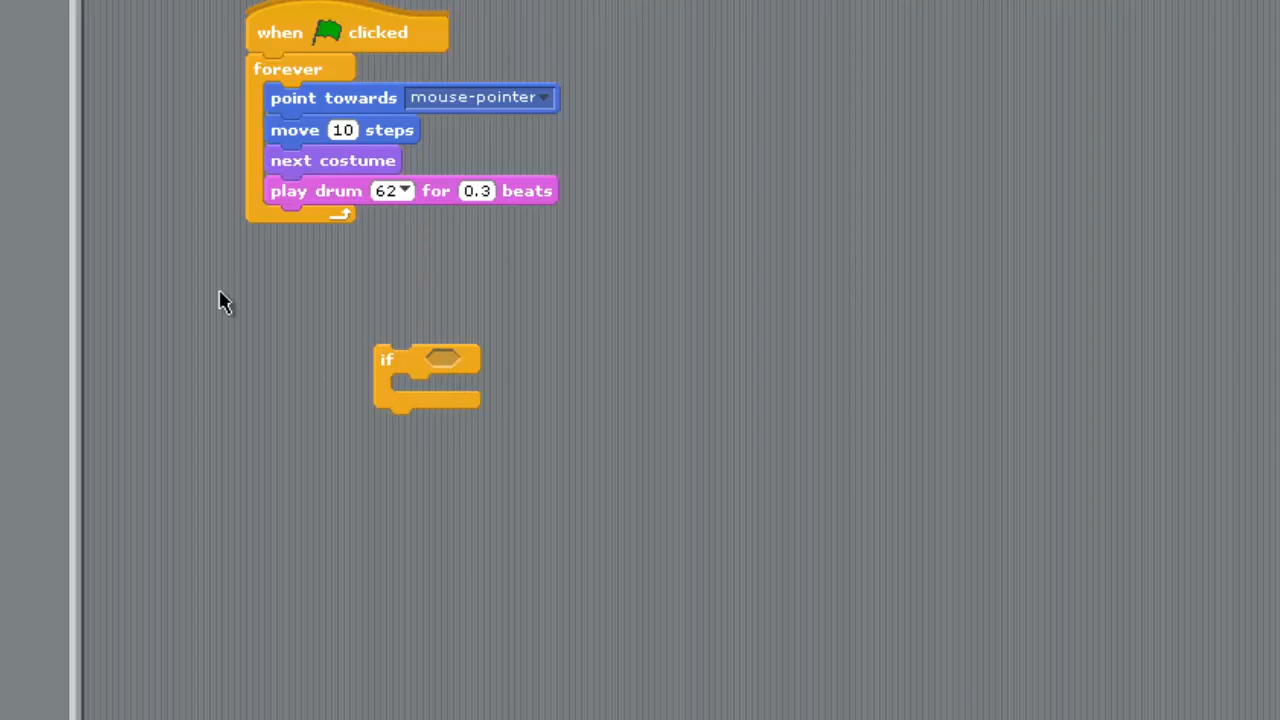 when clicked
forever
point towards mouse-pointer
move 10 steps
next costume
play drum 62 for 0.3 beats
if